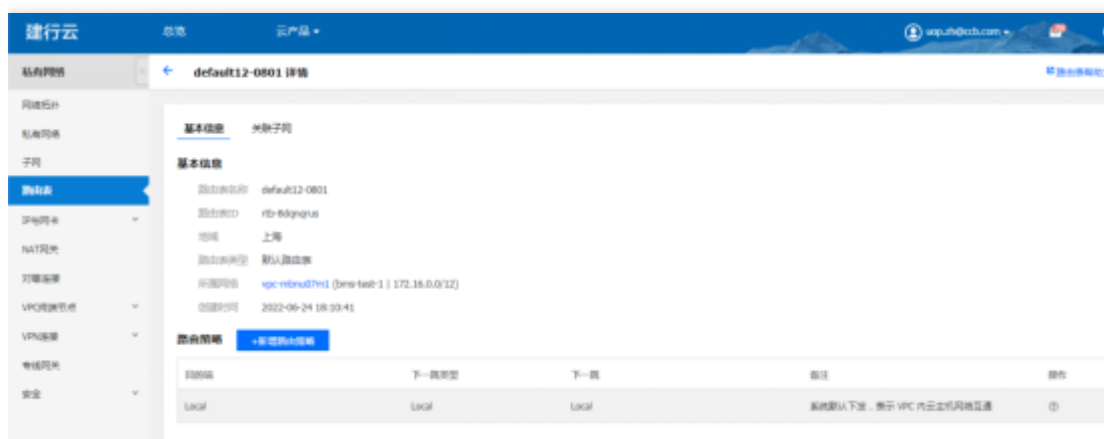 建行云 总览 云产品 uop.zh@ccb.com
私有网络 default12-0801 详情
网络拓扑
私有网络
子网
路由表
IP与网卡
NAT网关
对等连接
VPC终端节点
VPN连接
专线网关
安全
基本信息 关联子网
基本信息
路由表名称 default12-0801
路由表ID
地域 上海
路由表类型 默认路由表
所属网络 (bms-test-1 | 172.16.0.0/12)
创建时间 2022-06-24 18:10:41
路由策略 +新增路由策略
目的端 下一跳类型 下一跳 备注 操作
Local Local Local 系统默认下发，表示 VPC 内云主机网络互通